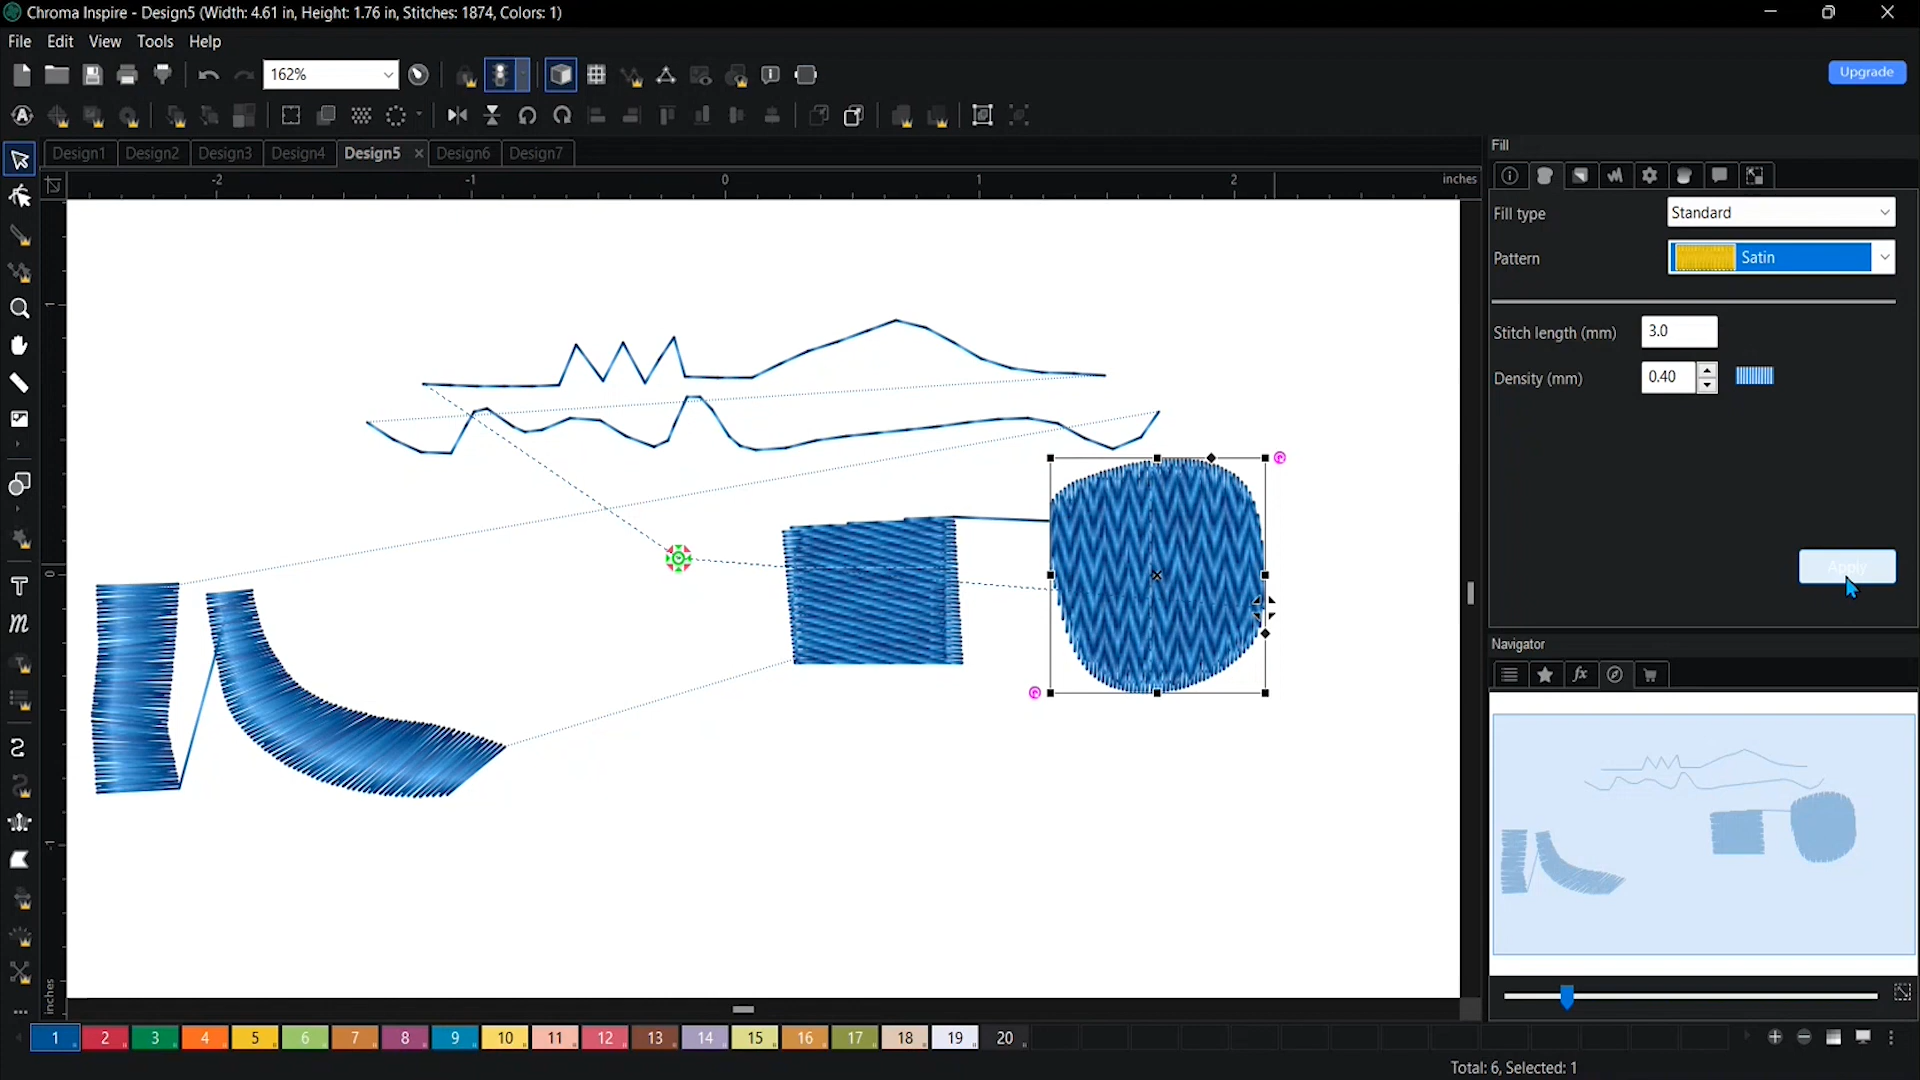 Chroma Inspire - Design5 (Width: 4.61 in, Height: 1.76 in, Stitches: 1874, Colors: 1)
File Edit View Tools Help
162%
Upgrade
Design1 Design2 Design3 Design4 Design5 Design6 Design7
-2 -1 0 1 2 inches
1
0
-1
inches
Fill
Fill type Standard
Pattern Satin
Stitch length (mm) 3.0
Density (mm) 0.40
Apply
Navigator
1 2 3 4 5 6 7 8 9 10 11 12 13 14 15 16 17 18 19 20
Total: 6, Selected: 1